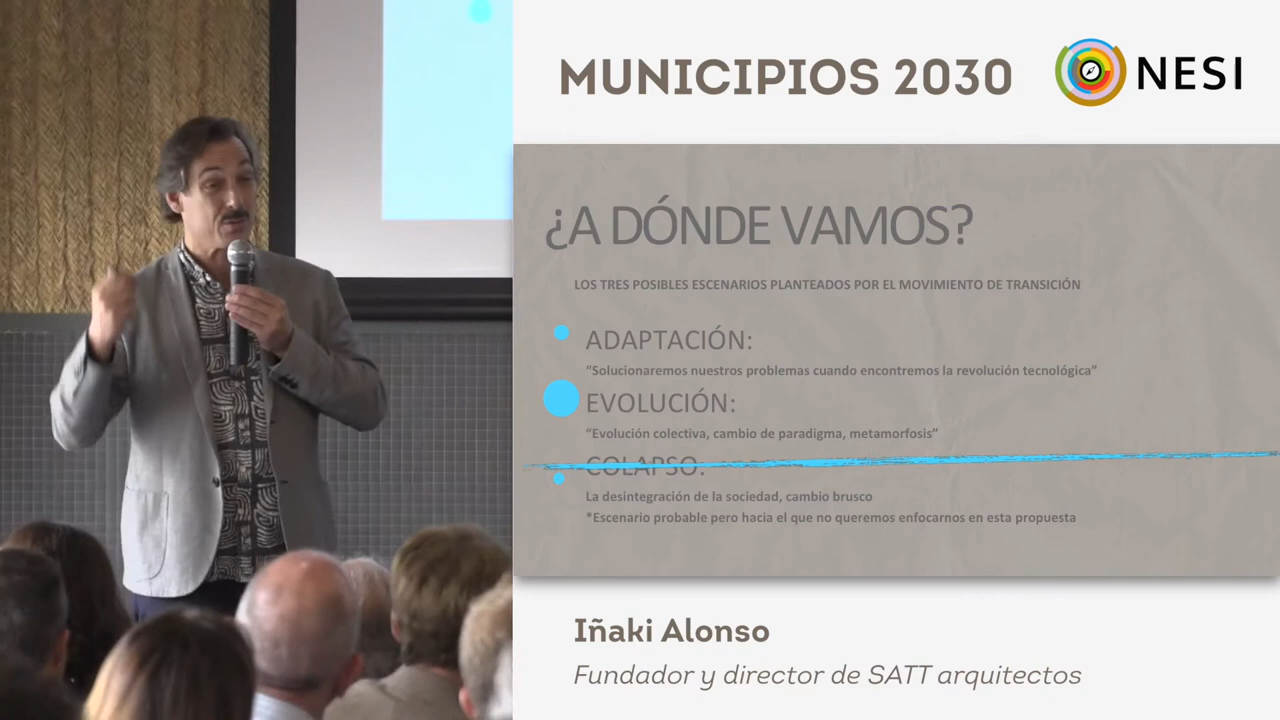 MUNICIPIOS 2030
NESI
¿A DÓNDE VAMOS?
LOS TRES POSIBLES ESCENARIOS PLANTEADOS POR EL MOVIMIENTO DE TRANSICIÓN
ADAPTACIÓN:
“Solucionaremos nuestros problemas cuando encontremos la revolución tecnológica”
EVOLUCIÓN:
“Evolución colectiva, cambio de paradigma, metamorfosis”
COLAPSO:
La desintegración de la sociedad, cambio brusco
*Escenario probable pero hacia el que no queremos enfocarnos en esta propuesta
Iñaki Alonso
Fundador y director de SATT arquitectos